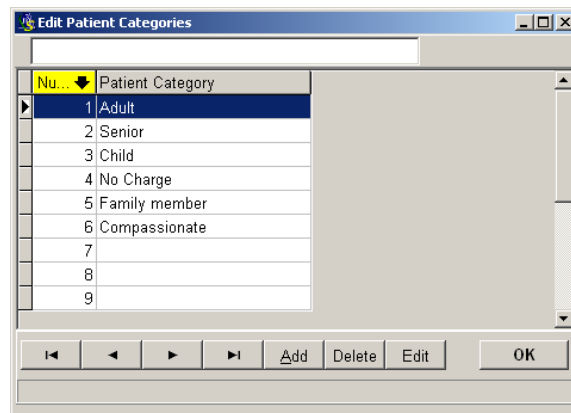 Edit Patient Categories
Nu... Patient Category
1 Adult
2 Senior
3 Child
4 No Charge
5 Family member
6 Compassionate
7
8
9
Add Delete Edit OK